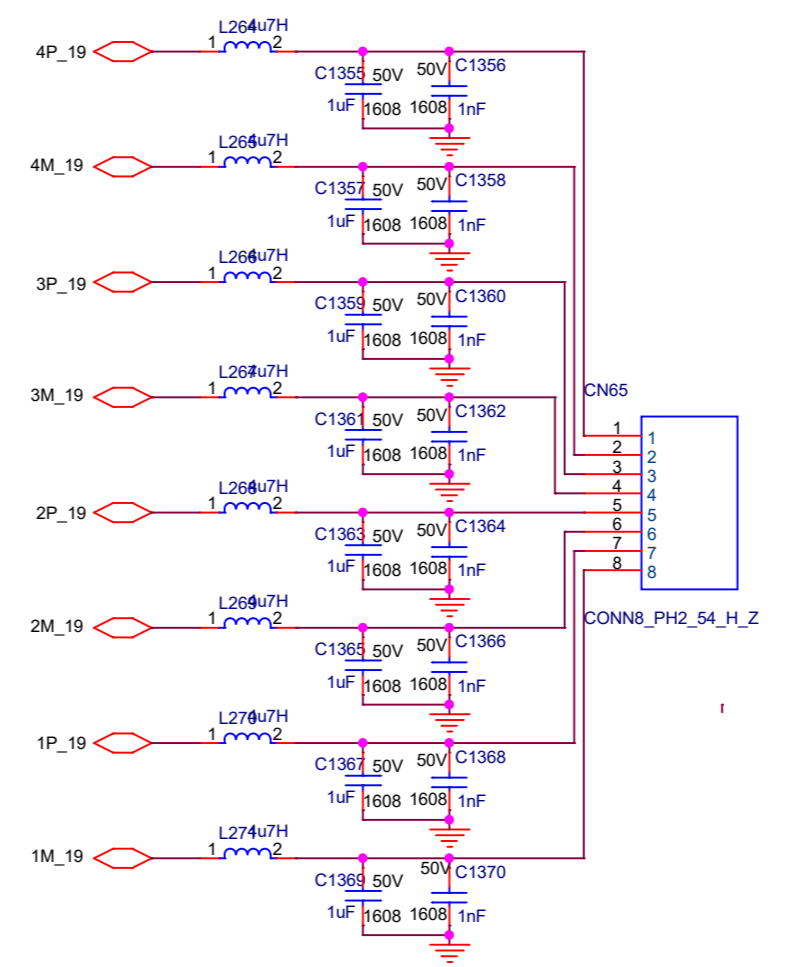 L264 4u7H
4P_19
1
2
C1355 50V
50V C1356
1uF 1608
1608 1nF
L265 4u7H
4M_19
1
2
C1357 50V
50V C1358
1uF 1608
1608 1nF
L266 4u7H
3P_19
1
2
C1359 50V
50V C1360
1uF 1608
1608 1nF
L267 4u7H
3M_19
1
2
CN65
C1361 50V
50V C1362
1uF 1608
1608 1nF
1 1
2 2
3 3
4 4
5 5
6 6
7 7
8 8
CONN8_PH2_54_H_Z
L268 4u7H
2P_19
1
2
C1363 50V
50V C1364
1uF 1608
1608 1nF
L269 4u7H
2M_19
1
2
C1365 50V
50V C1366
1uF 1608
1608 1nF
L270 4u7H
1P_19
1
2
C1367 50V
50V C1368
1uF 1608
1608 1nF
L271 4u7H
1M_19
1
2
C1369 50V
50V C1370
1uF 1608
1608 1nF